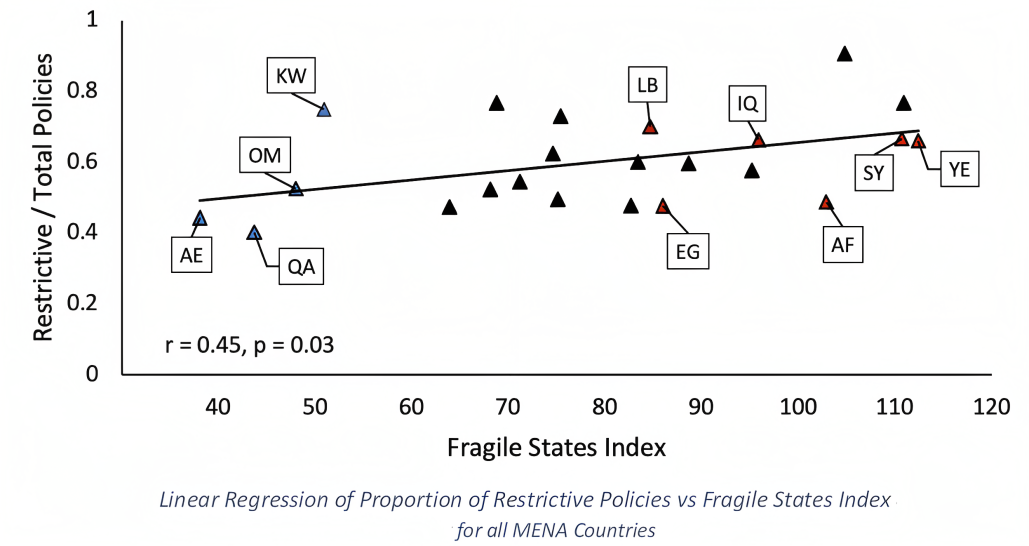 Restrictive / Total Policies
1
0.8
0.6
0.4
0.2
0
KW
OM
AE
QA
LB
IQ
EG
SY
YE
AF
r = 0.45, p = 0.03
40 50 60 70 80 90 100 110 120
Fragile States Index
Linear Regression of Proportion of Restrictive Policies vs Fragile States Index
for all MENA Countries